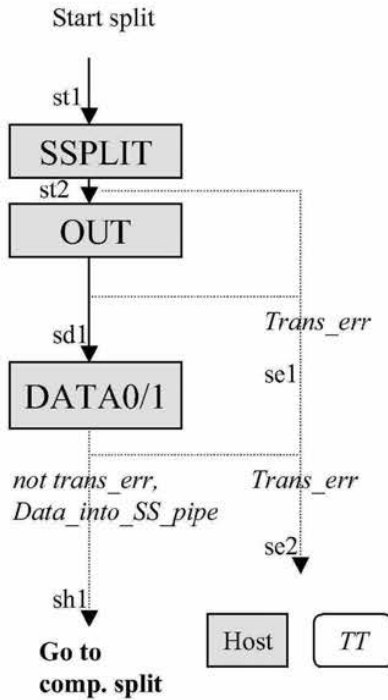 Start split
st1
SSPLIT
st2
OUT
Trans_err
sd1
se1
DATA0/1
not trans_err,
Data_into_SS_pipe
Trans_err
se2
sh1
Go to
comp. split
Host
TT